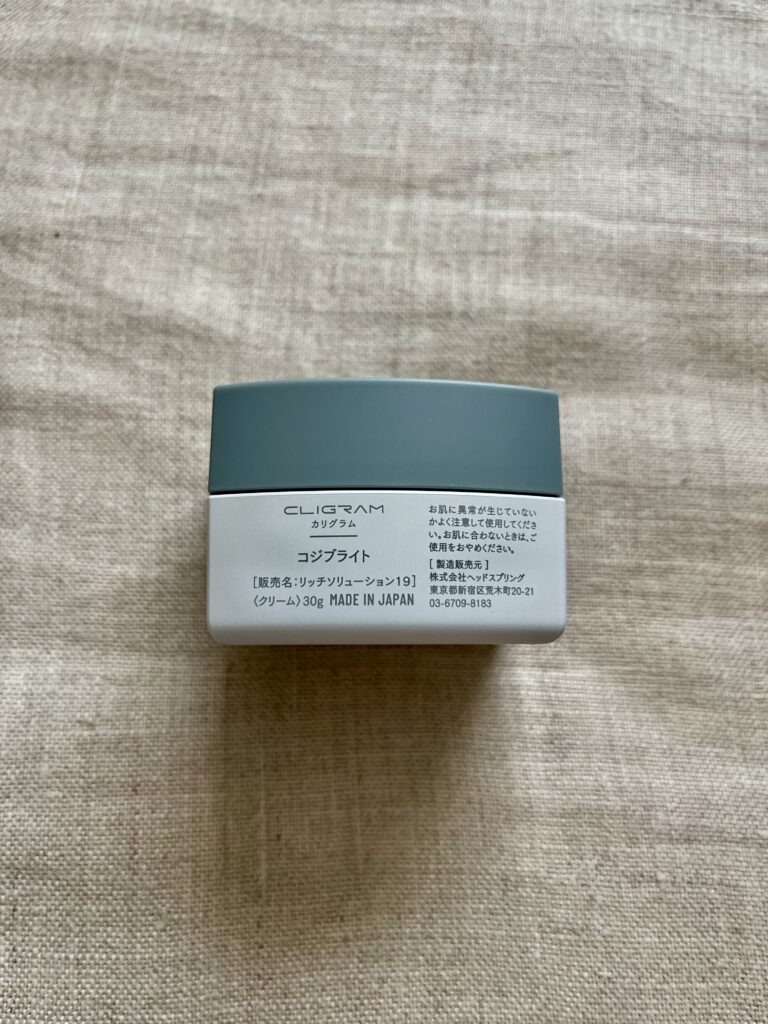 CLIGRAM
カリグラム
コジブライト
[販売名:リッチソリューション19]
〈クリーム〉30g MADE IN JAPAN
お肌に異常が生じていない
かよく注意して使用してくださ
い。お肌に合わないときは、ご
使用をおやめください。
[ 製造販売元 ]
株式会社ヘッドスプリング
東京都新宿区荒木町20-21
03-6709-8183